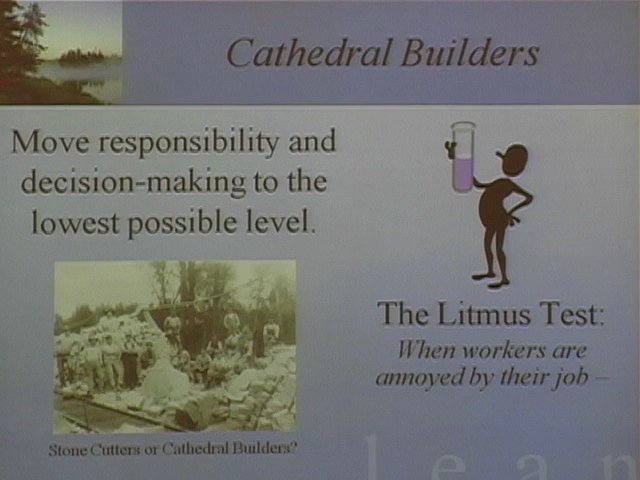 Cathedral Builders
Move responsibility and
decision-making to the
lowest possible level.
The Litmus Test:
When workers are
annoyed by their job –
Stone Cutters or Cathedral Builders?
lean